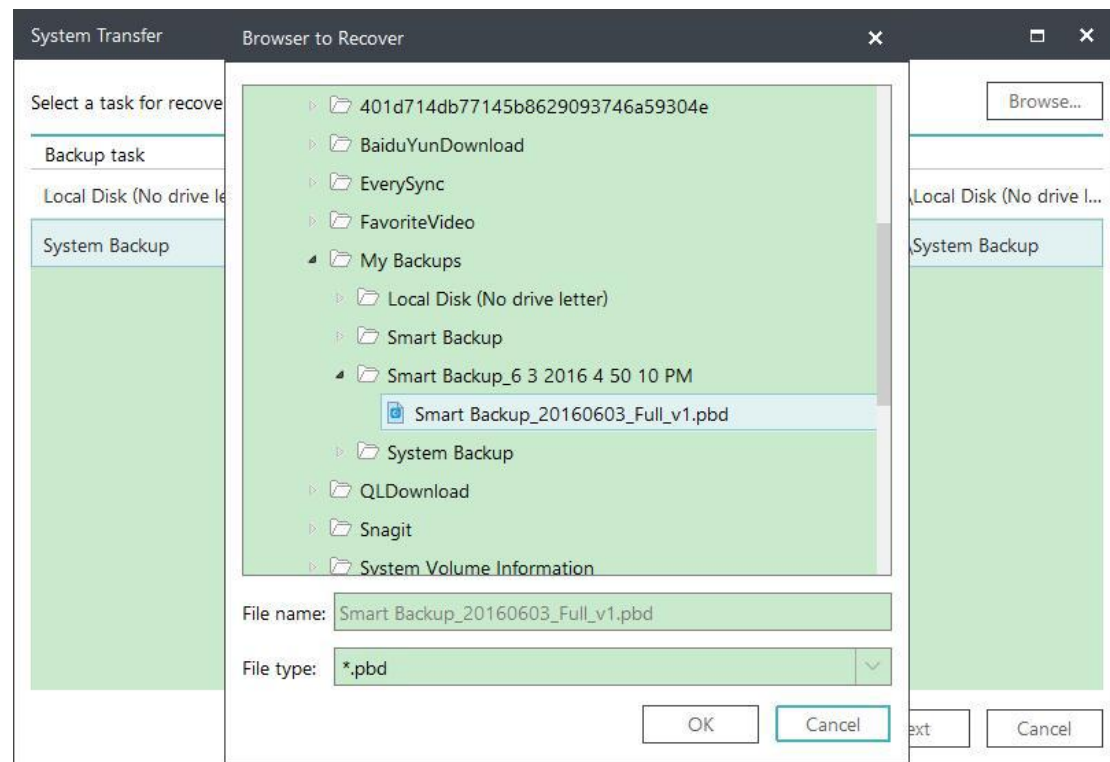 System Transfer
Browser to Recover
Select a task for recove
Browse...
Backup task
Local Disk (No drive le
\Local Disk (No drive l...
System Backup
\System Backup
401d714db77145b8629093746a59304e
BaiduYunDownload
EverySync
FavoriteVideo
My Backups
Local Disk (No drive letter)
Smart Backup
Smart Backup_6 3 2016 4 50 10 PM
Smart Backup_20160603_Full_v1.pbd
System Backup
QLDownload
Snagit
System Volume Information
File name: Smart Backup_20160603_Full_v1.pbd
File type: *.pbd
OK
Cancel
ext
Cancel